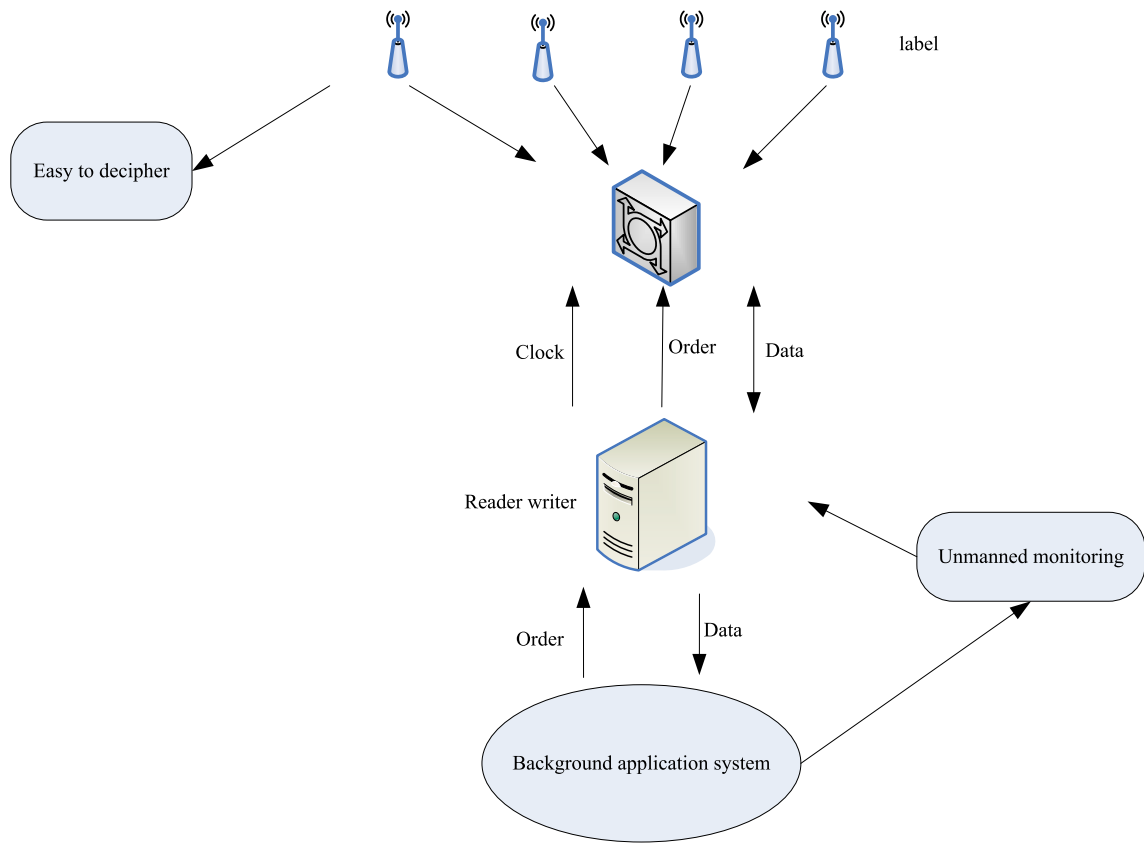 label
Easy to decipher
Clock
Order
Data
Reader writer
Unmanned monitoring
Order
Data
Background application system